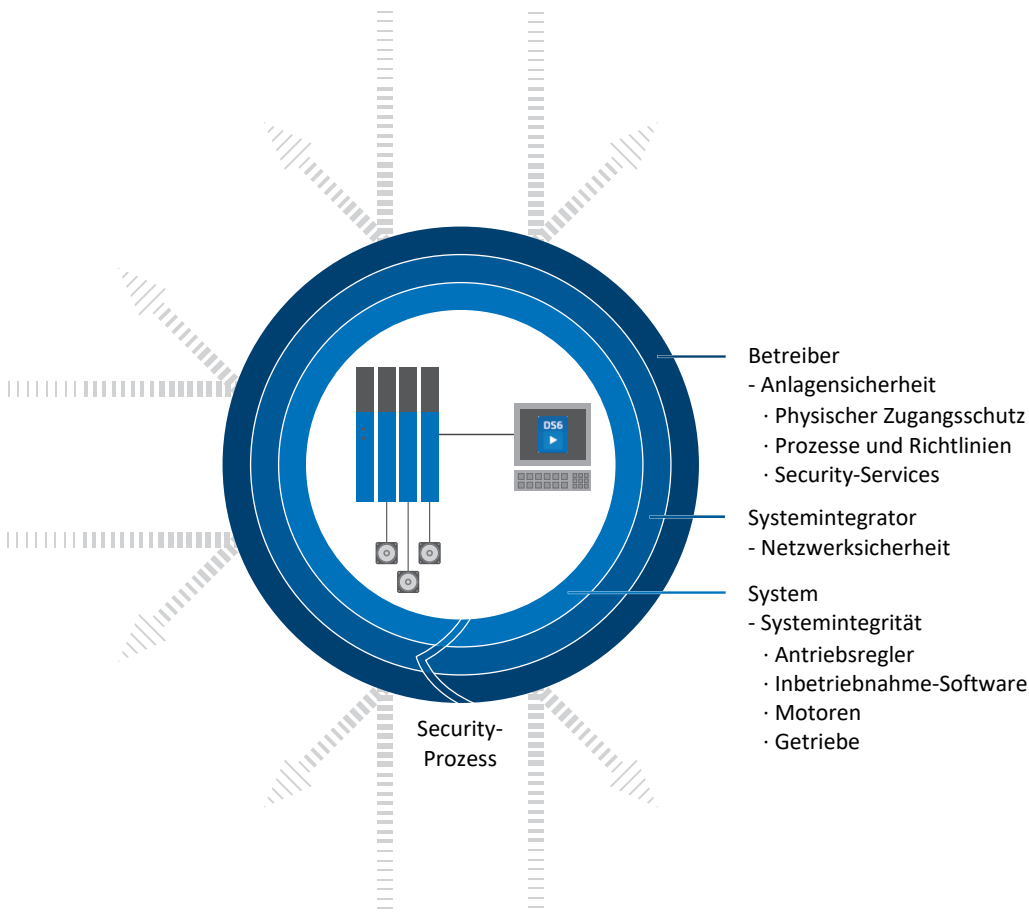 DS6
Betreiber
- Anlagensicherheit
· Physischer Zugangsschutz
· Prozesse und Richtlinien
· Security-Services
Systemintegrator
- Netzwerksicherheit
System
- Systemintegrität
· Antriebsregler
· Inbetriebnahme-Software
· Motoren
· Getriebe
Security-
Prozess